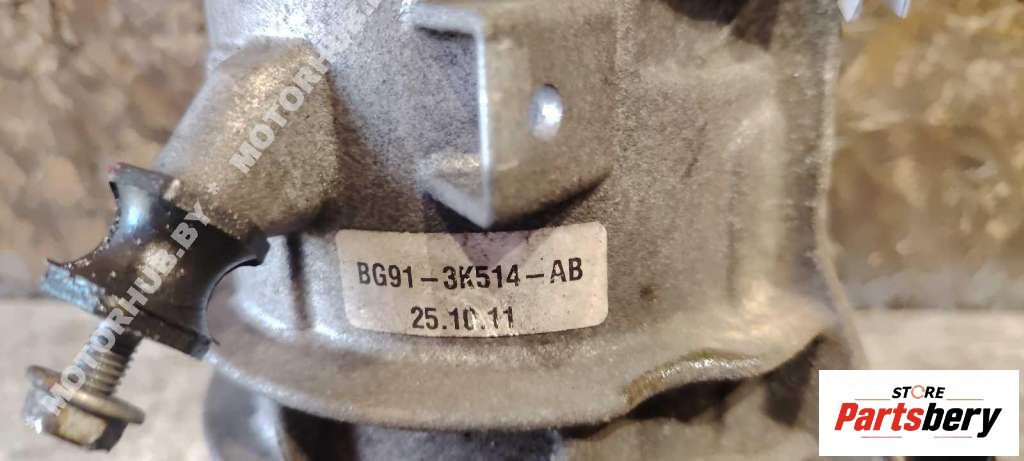 MOTORHUB.BY
MOTORHUB.BY
BG91-3K514-AB
25.10.11
STORE
Partsbery